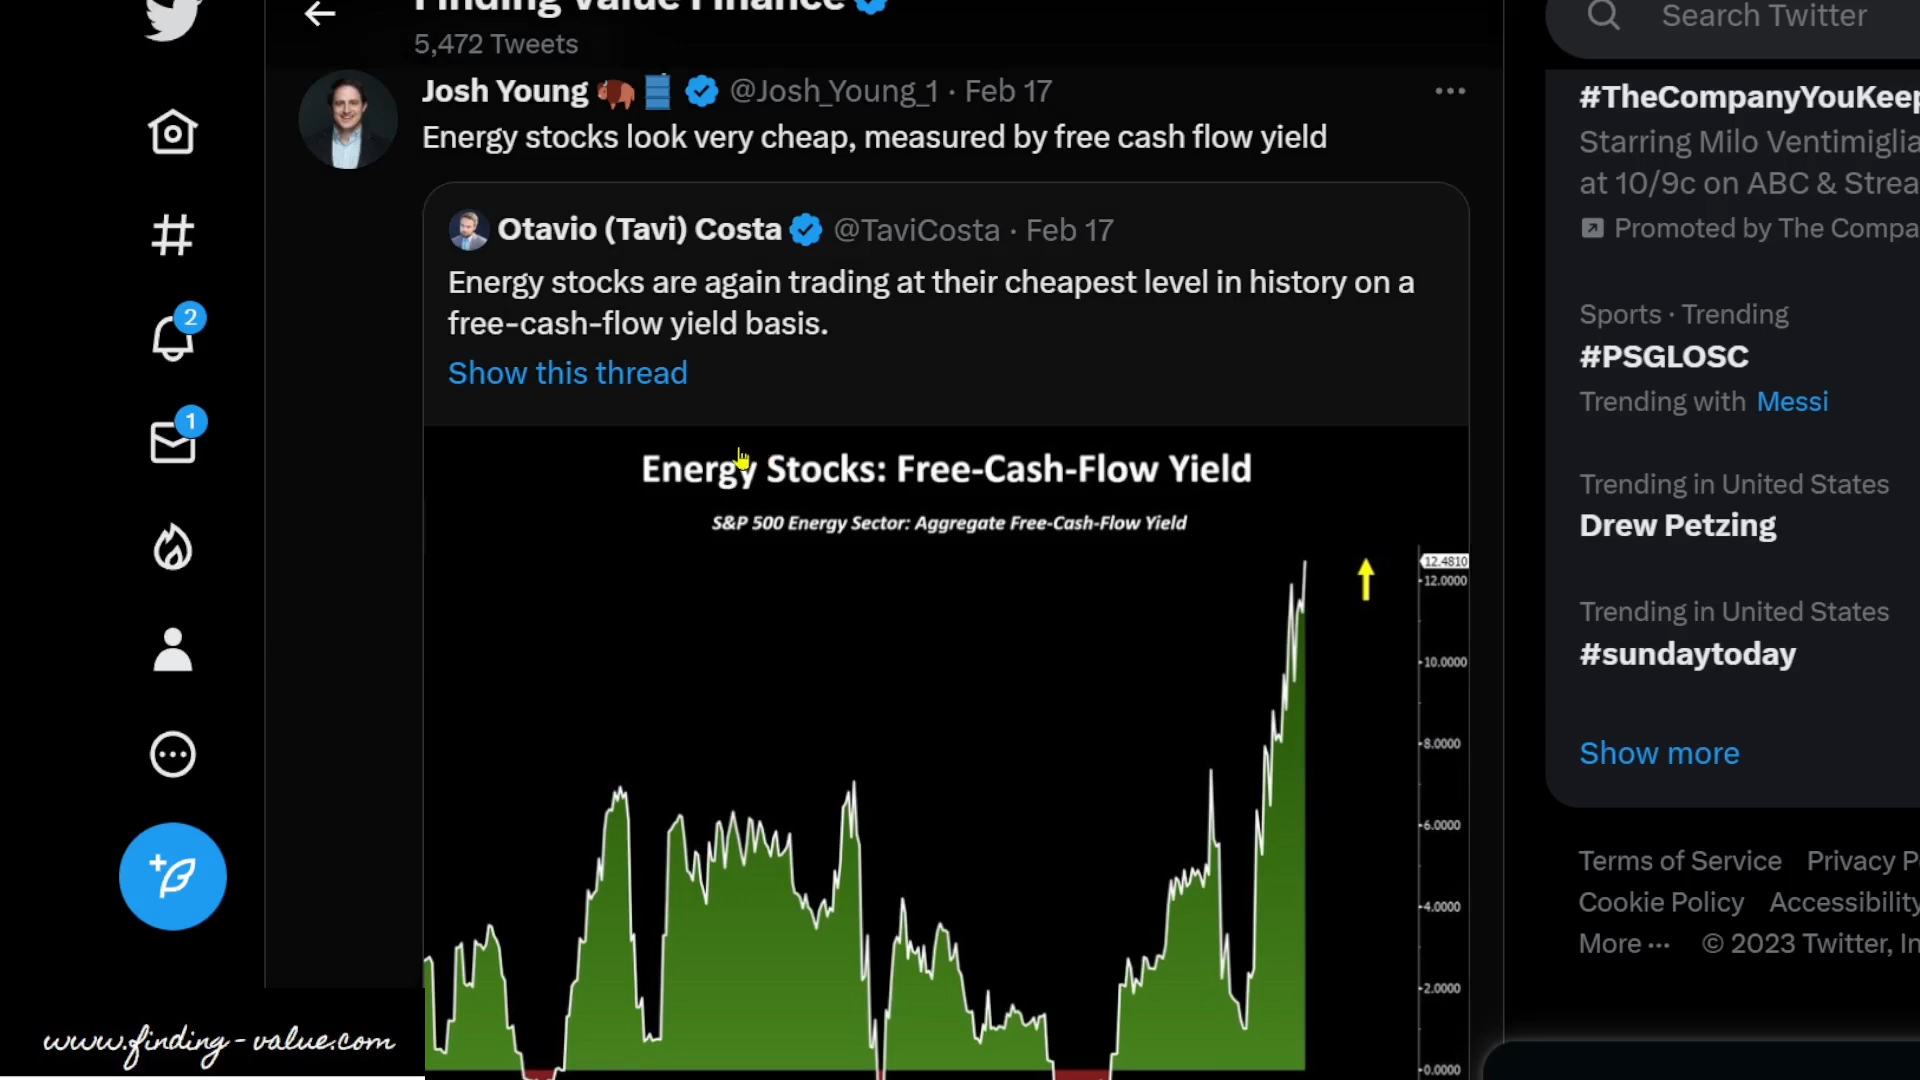 Finding Value Finance
5,472 Tweets
Search Twitter
Josh Young @Josh_Young_1 · Feb 17
Energy stocks look very cheap, measured by free cash flow yield
Otavio (Tavi) Costa @TaviCosta · Feb 17
Energy stocks are again trading at their cheapest level in history on a
free-cash-flow yield basis.
Show this thread
Energy Stocks: Free-Cash-Flow Yield
S&P 500 Energy Sector: Aggregate Free-Cash-Flow Yield
12.4810
12.0000
10.0000
8.0000
6.0000
4.0000
2.0000
0.0000
2
1
#TheCompanyYouKeep
Starring Milo Ventimiglia
at 10/9c on ABC & Strea
Promoted by The Compa
Sports · Trending
#PSGLOSC
Trending with Messi
Trending in United States
Drew Petzing
Trending in United States
#sundaytoday
Show more
Terms of Service Privacy P
Cookie Policy Accessibility
More ··· © 2023 Twitter, In
www.finding-value.com